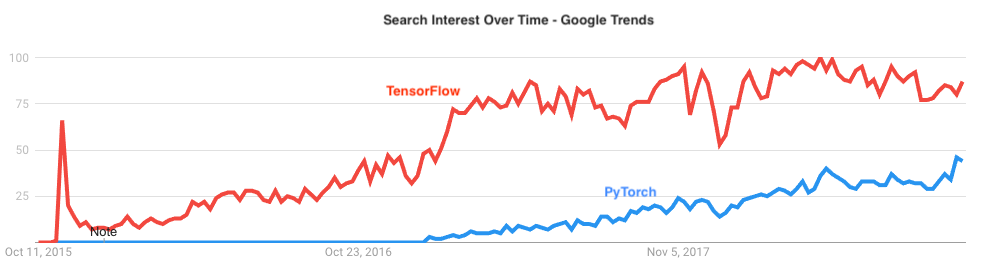 Search Interest Over Time - Google Trends
100
TensorFlow
75
50
PyTorch
25
Note
Oct 11, 2015 Oct 23, 2016 Nov 5, 2017